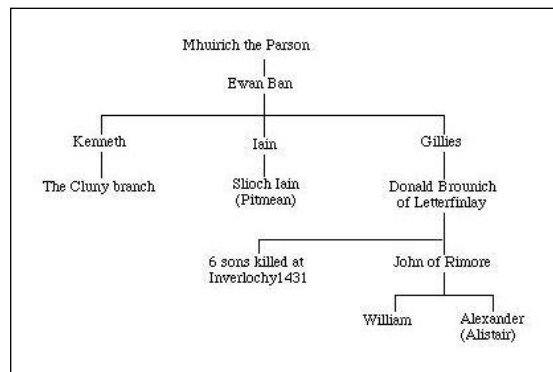 Mhuirich the Parson
Ewan Ban
Kenneth
Iain
Gillies
The Cluny branch
Slioch Iain
(Pitmean)
Donald Brounich
of Letterfinlay
6 sons killed at
Inverlochy1431
John of Rimore
William
Alexander
(Alistair)